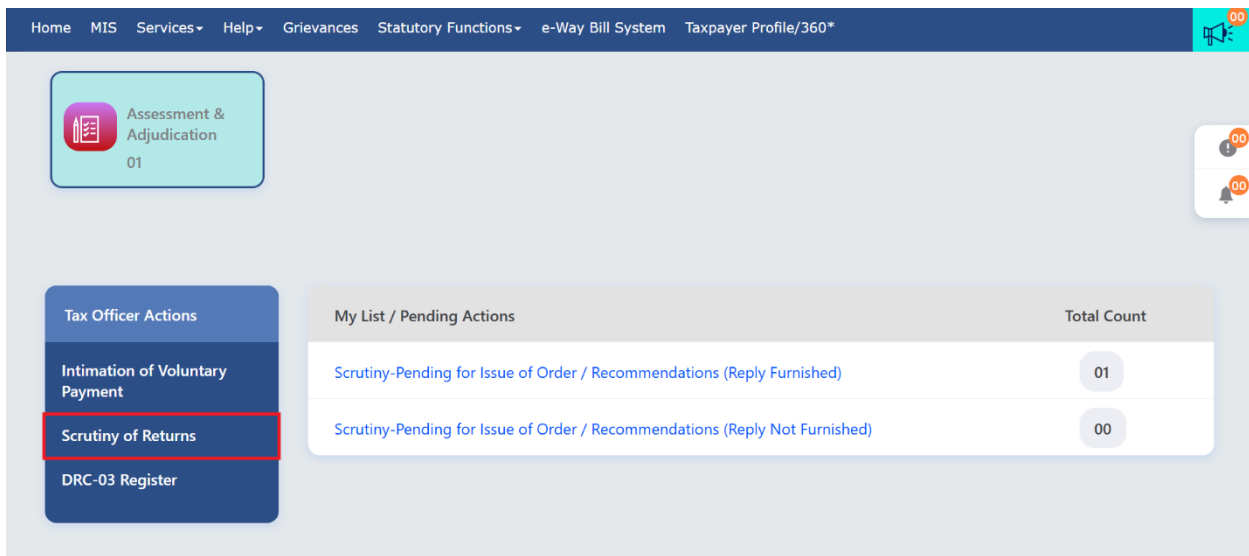 Home MIS Services Help Grievances Statutory Functions e-Way Bill System Taxpayer Profile/360*
00
Assessment &
Adjudication
01
00
00
Tax Officer Actions
Intimation of Voluntary
Payment
Scrutiny of Returns
DRC-03 Register
My List / Pending Actions Total Count
Scrutiny-Pending for Issue of Order / Recommendations (Reply Furnished) 01
Scrutiny-Pending for Issue of Order / Recommendations (Reply Not Furnished) 00